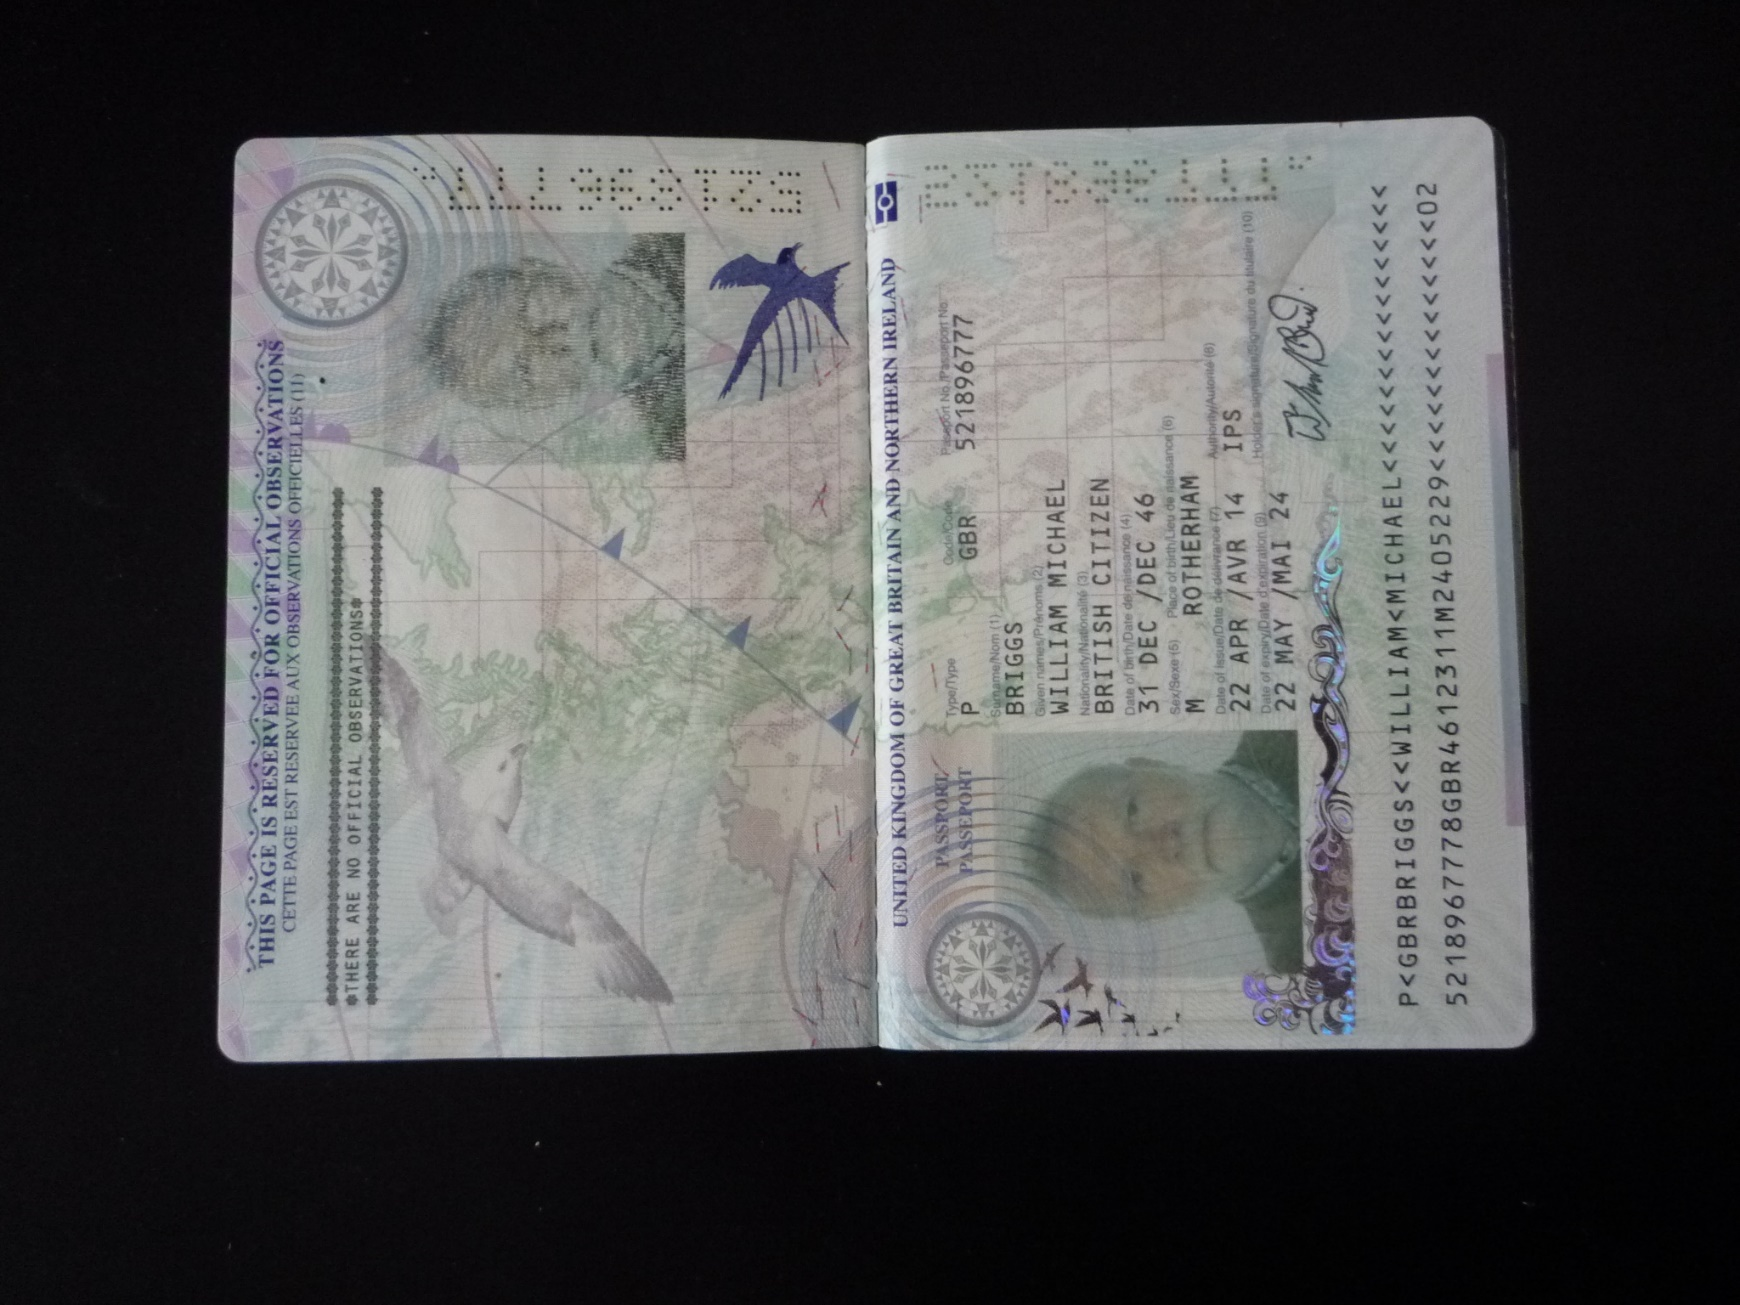 THIS PAGE IS RESERVED FOR OFFICIAL OBSERVATIONS
CETTE PAGE EST RESERVEE AUX OBSERVATIONS OFFICIELLES (11)
*THERE ARE NO OFFICIAL OBSERVATIONS*
521896777
UNITED KINGDOM OF GREAT BRITAIN AND NORTHERN IRELAND
PASSPORT
PASSEPORT
Type/Type Code/Code Passport No./Passeport No.
P GBR 521896777
Surname/Nom (1)
BRIGGS
Given names/Prénoms (2)
WILLIAM MICHAEL
Nationality/Nationalité (3)
BRITISH CITIZEN
Date of birth/Date de naissance (4)
31 DEC /DEC 46
Sex/Sexe (5) Place of birth/Lieu de naissance (6)
M ROTHERHAM
Date of issue/Date de délivrance (7) Authority/Autorité (8)
22 APR /AVR 14 IPS
Date of expiry/Date d'expiration (9) Holder's signature/Signature du titulaire (10)
22 MAY /MAI 24
P<GBRBRIGGS<<WILLIAM<MICHAEL<<<<<<<<<<<<<<<<
5218967778GBR4612311M2405229<<<<<<<<<<<<<<02